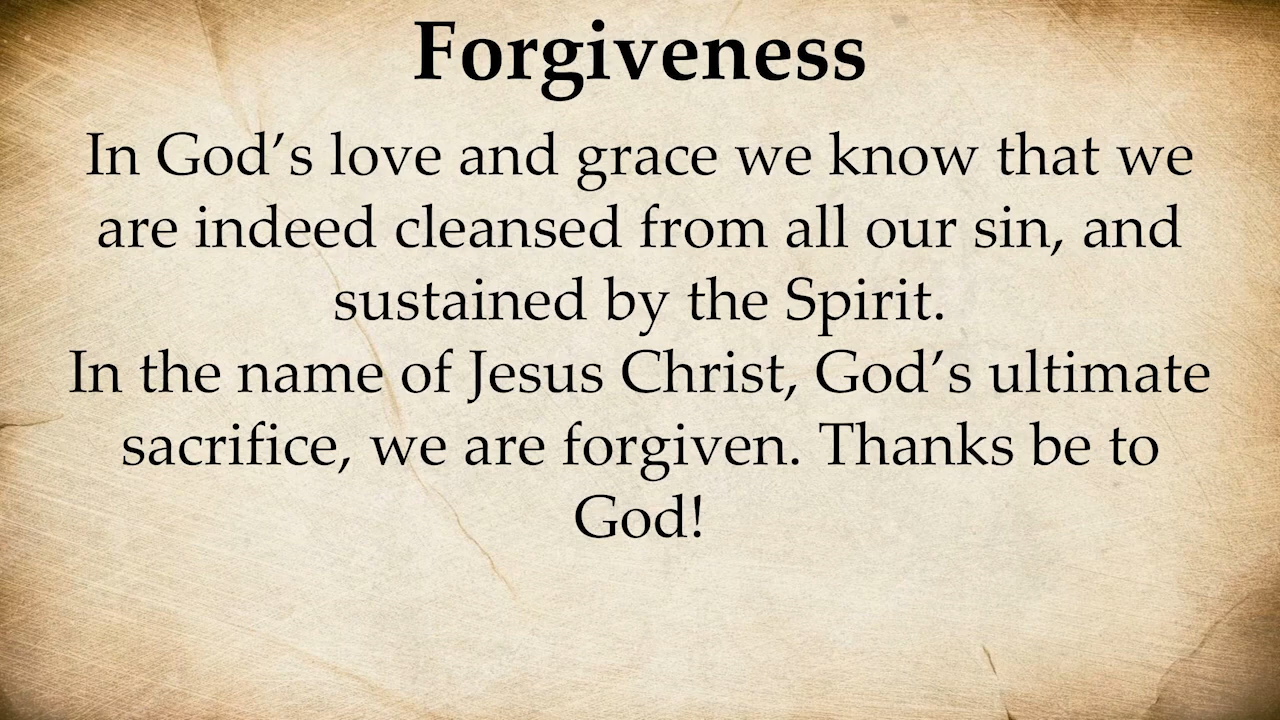 Forgiveness
In God’s love and grace we know that we
are indeed cleansed from all our sin, and
sustained by the Spirit.
In the name of Jesus Christ, God’s ultimate
sacrifice, we are forgiven. Thanks be to
God!